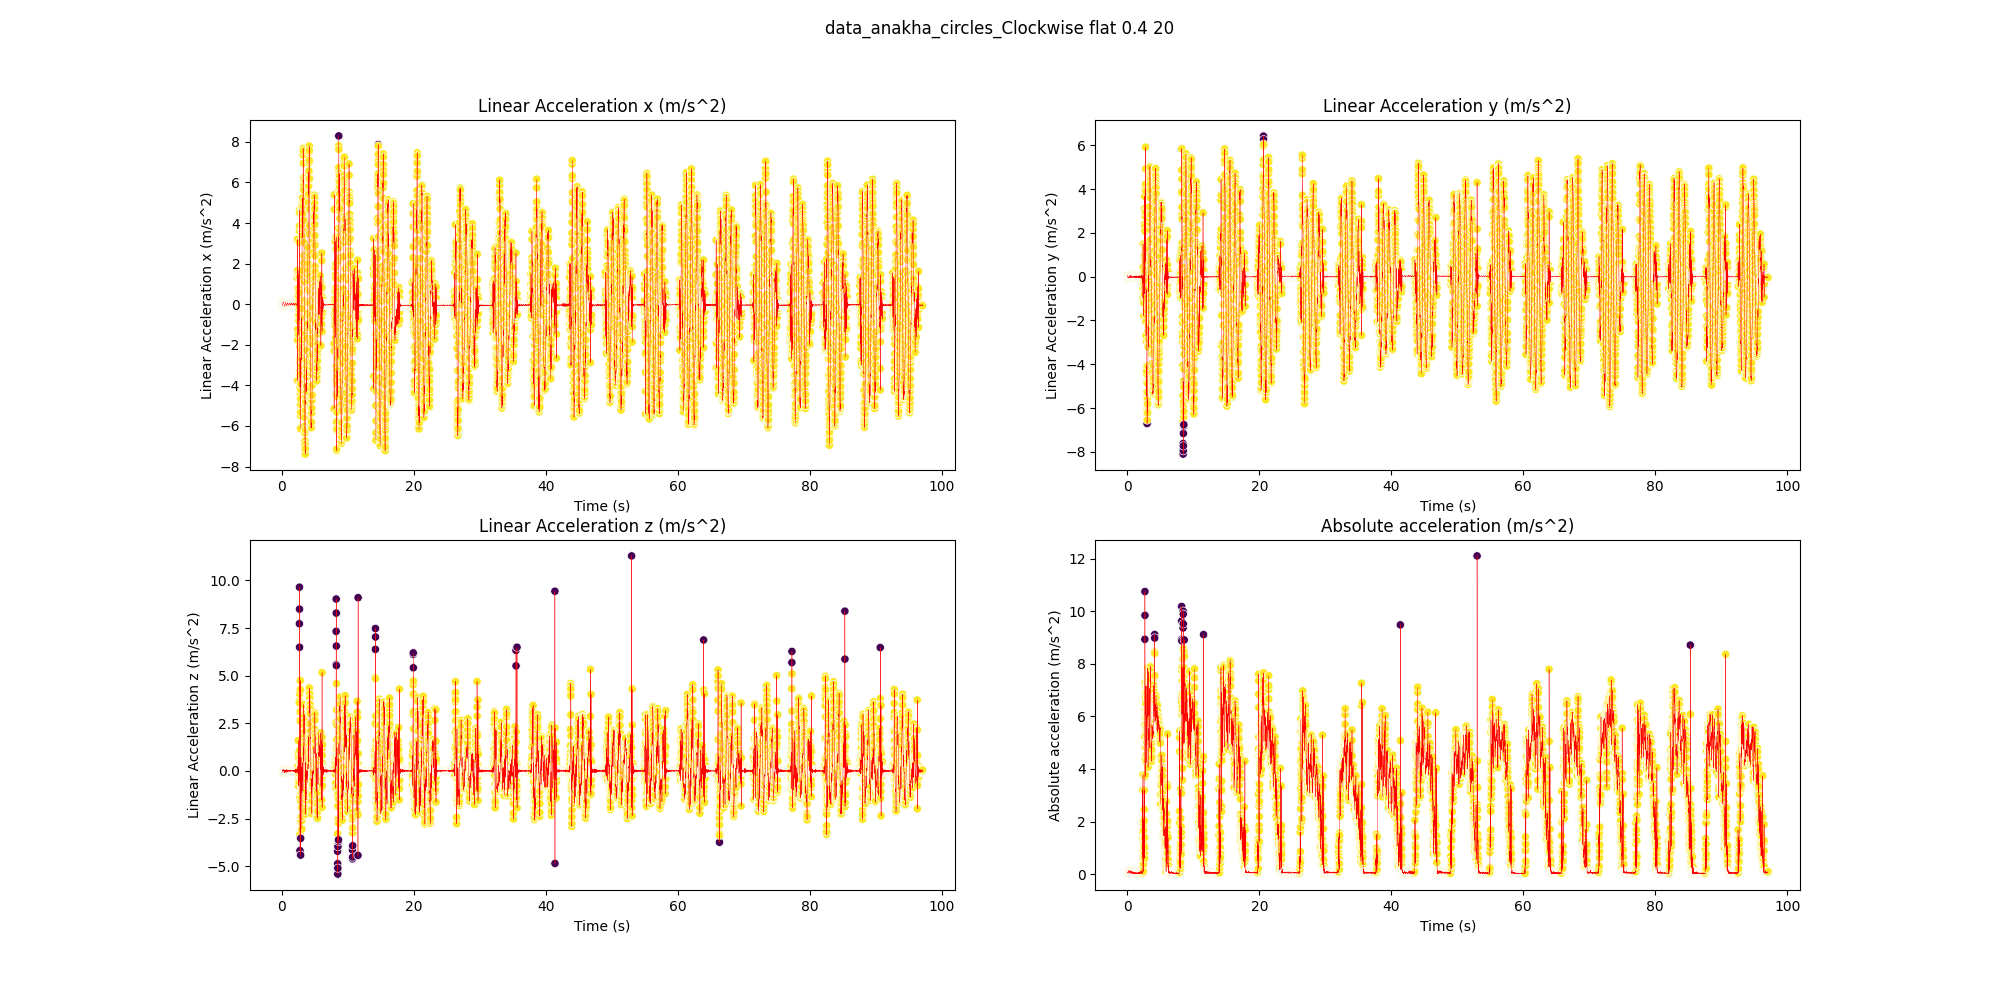 data_anakha_circles_Clockwise flat 0.4 20
Linear Acceleration x (m/s^2)
Linear Acceleration x (m/s^2)
8
6
4
2
0
−2
−4
−6
−8
0 20 40 60 80 100
Time (s)
Linear Acceleration y (m/s^2)
Linear Acceleration y (m/s^2)
6
4
2
0
−2
−4
−6
−8
0 20 40 60 80 100
Time (s)
Linear Acceleration z (m/s^2)
Linear Acceleration z (m/s^2)
10.0
7.5
5.0
2.5
0.0
−2.5
−5.0
0 20 40 60 80 100
Time (s)
Absolute acceleration (m/s^2)
Absolute acceleration (m/s^2)
12
10
8
6
4
2
0
0 20 40 60 80 100
Time (s)